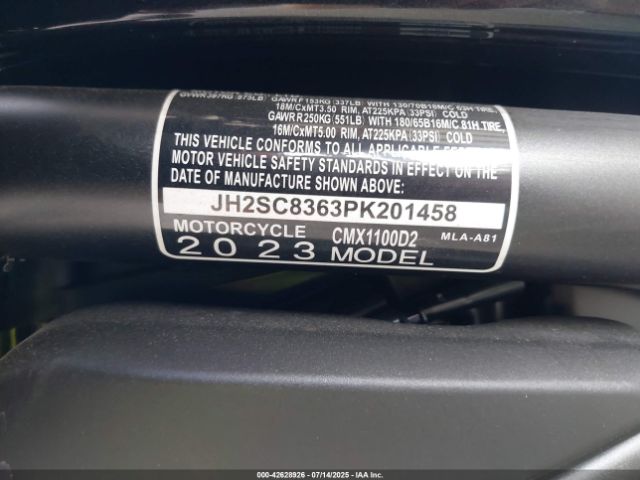 GAWR F 153KG (337LB) WITH 130/70B18M/C 63H TIRE,
18M/CxMT3.50 RIM, AT225KPA (33PSI) COLD
GAWR R250KG (551LB) WITH 180/65B16M/C 81H TIRE,
16M/CxMT5.00 RIM, AT225KPA (33PSI) COLD
THIS VEHICLE CONFORMS TO ALL APPLICABLE
MOTOR VEHICLE SAFETY STANDARDS IN EFFECT ON THE
DATE OF MANUFACTURE SHOWN ABOVE:
JH2SC8363PK201458
MOTORCYCLE CMX1100D2 MLA-A81
2023 MODEL
000-42628926 - 07/14/2025 - IAA, Inc.